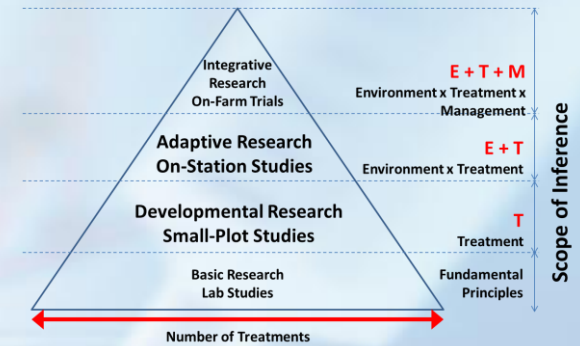 Integrative
Research
On-Farm Trials
E + T + M
Environment x Treatment x
Management
Adaptive Research
On-Station Studies
E + T
Environment x Treatment
Developmental Research
Small-Plot Studies
T
Treatment
Basic Research
Lab Studies
Fundamental
Principles
Number of Treatments
Scope of Inference